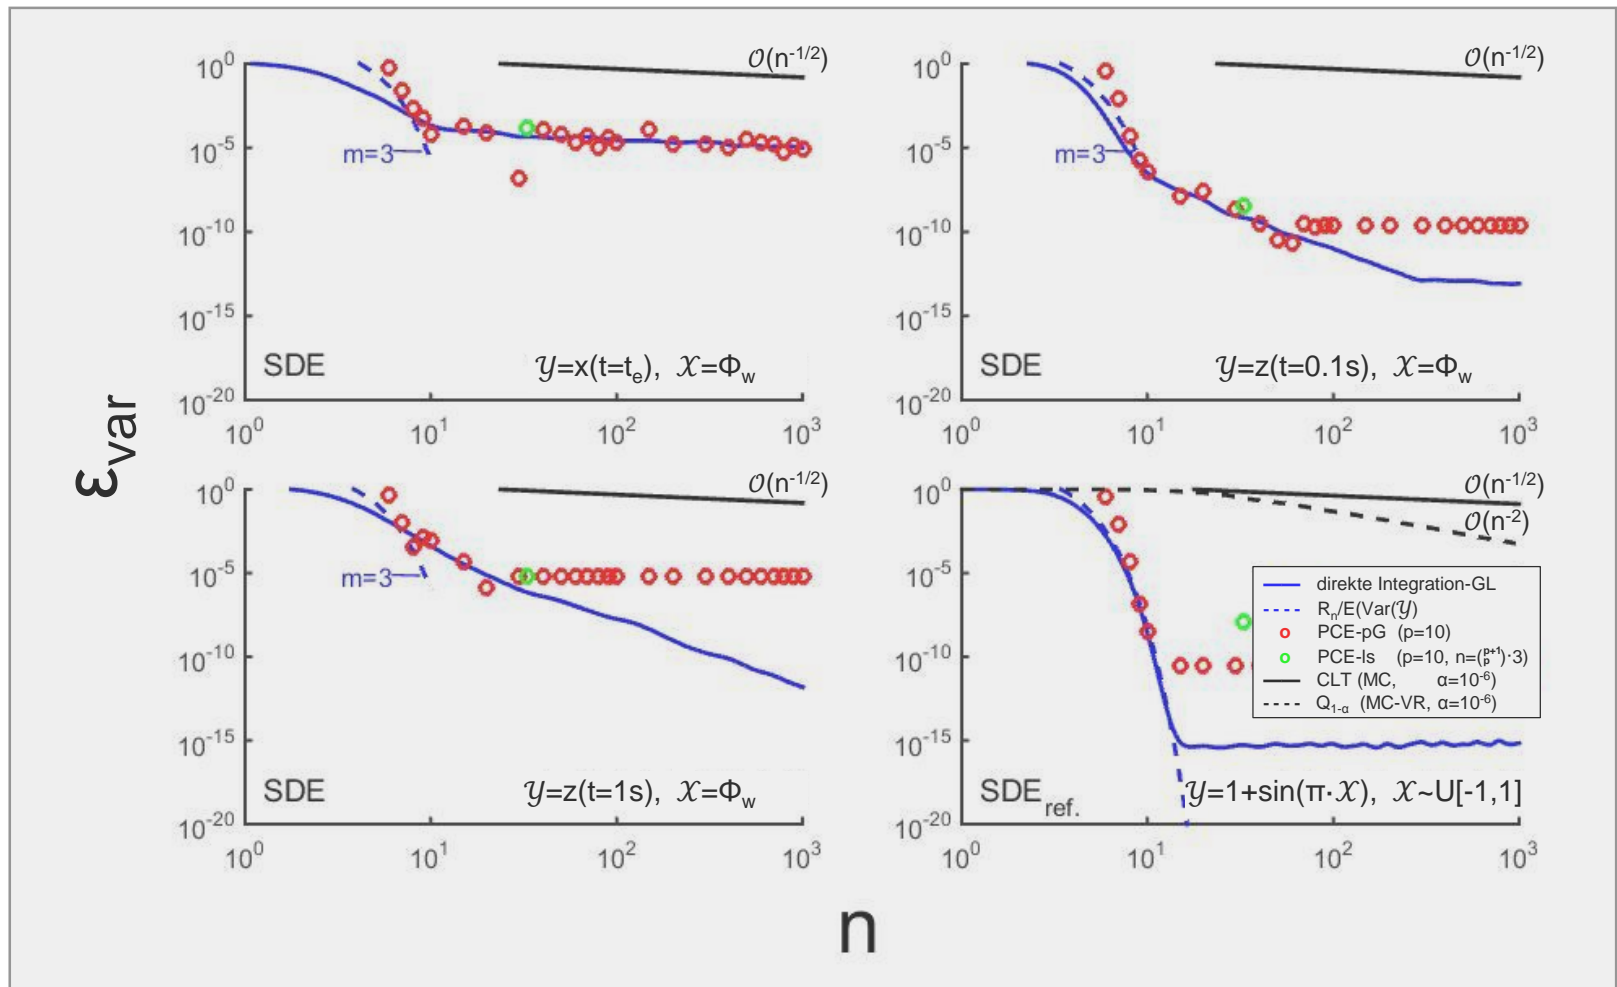 𝒪(n^-1/2)
10^0
10^-5
10^-10
10^-15
10^-20
m=3
SDE
𝒴=x(t=t_e), 𝒳=Φ_w
10^0 10^1 10^2 10^3
𝒪(n^-1/2)
10^0
10^-5
10^-10
10^-15
10^-20
m=3
SDE
𝒴=z(t=0.1s), 𝒳=Φ_w
10^0 10^1 10^2 10^3
ε_var
𝒪(n^-1/2)
10^0
10^-5
10^-10
10^-15
10^-20
m=3
SDE
𝒴=z(t=1s), 𝒳=Φ_w
10^0 10^1 10^2 10^3
𝒪(n^-1/2)
𝒪(n^-2)
10^0
10^-5
10^-10
10^-15
10^-20
direkte Integration-GL
R_n/E(Var(𝒴)
PCE-pG (p=10)
PCE-ls (p=10, n=(p+1 p)·3)
CLT (MC, α=10^-6)
Q_1-α (MC-VR, α=10^-6)
SDE_ref.
𝒴=1+sin(π·𝒳), 𝒳~U[-1,1]
10^0 10^1 10^2 10^3
n